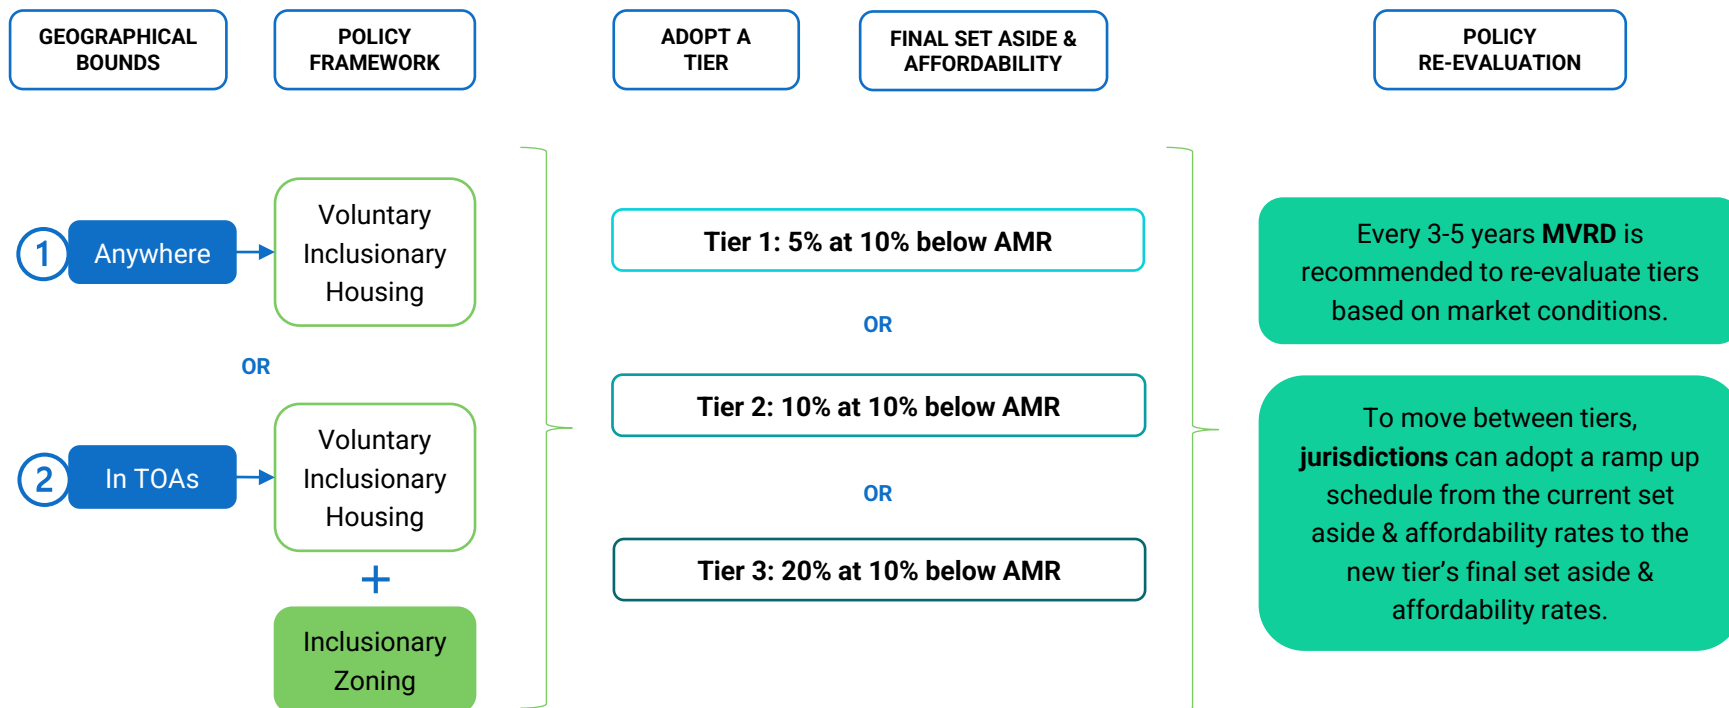 GEOGRAPHICAL
BOUNDS
POLICY
FRAMEWORK
ADOPT A
TIER
FINAL SET ASIDE &
AFFORDABILITY
POLICY
RE-EVALUATION
1
Anywhere
Voluntary
Inclusionary
Housing
OR
2
In TOAs
Voluntary
Inclusionary
Housing
+
Inclusionary
Zoning
Tier 1: 5% at 10% below AMR
OR
Tier 2: 10% at 10% below AMR
OR
Tier 3: 20% at 10% below AMR
Every 3-5 years MVRD is
recommended to re-evaluate tiers
based on market conditions.
To move between tiers,
jurisdictions can adopt a ramp up
schedule from the current set
aside & affordability rates to the
new tier’s final set aside &
affordability rates.